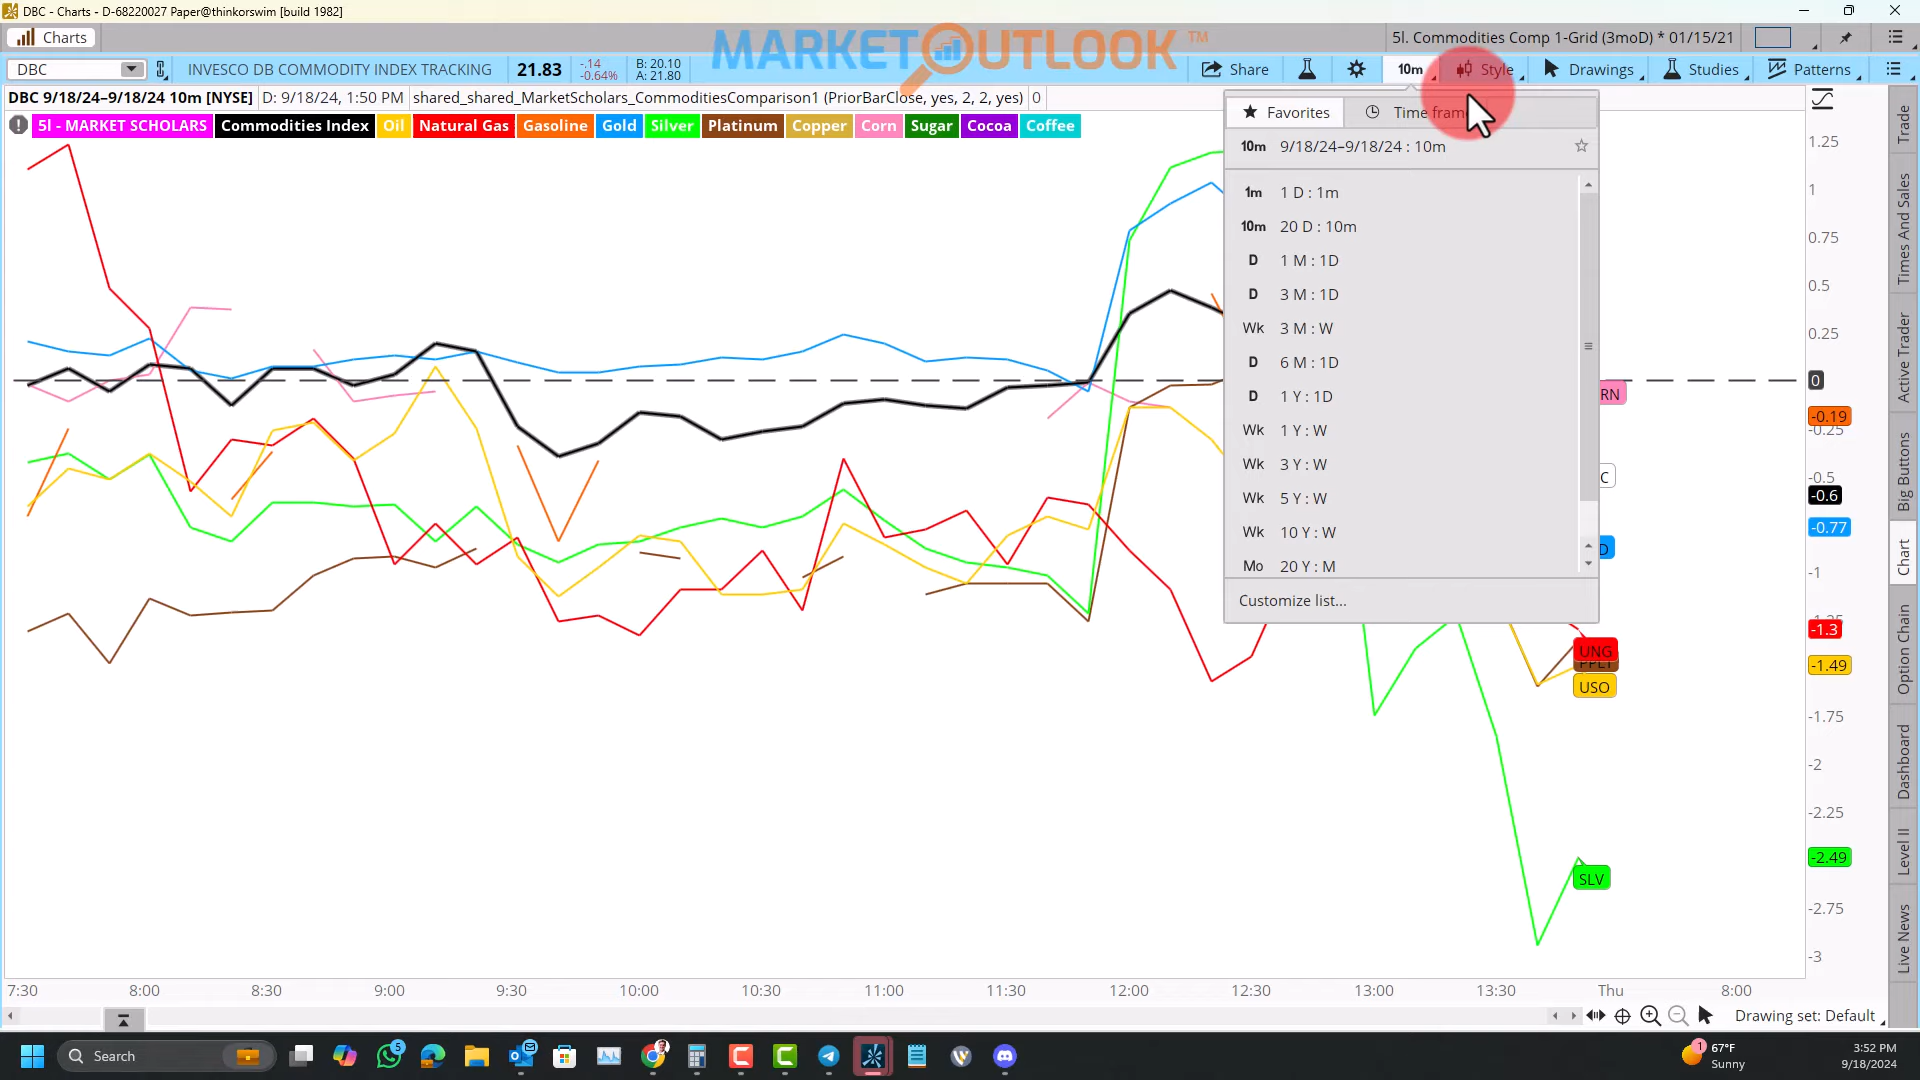 DBC - Charts - D-68220027 Paper@thinkorswim [build 1982]
Charts
MARKET OUTLOOK ™
5l. Commodities Comp 1-Grid (3moD) * 01/15/21
DBC
INVESCO DB COMMODITY INDEX TRACKING
21.83
-.14
-0.64%
B: 20.10
A: 21.80
Share
10m
Style
Drawings
Studies
Patterns
DBC 9/18/24–9/18/24 10m [NYSE]
D: 9/18/24, 1:50 PM
shared_shared_MarketScholars_CommoditiesComparison1 (PriorBarClose, yes, 2, 2, yes)
0
5l - MARKET SCHOLARS
Commodities Index
Oil
Natural Gas
Gasoline
Gold
Silver
Platinum
Copper
Corn
Sugar
Cocoa
Coffee
Favorites
Time fram
10m 9/18/24–9/18/24 : 10m
1m 1 D : 1m
10m 20 D : 10m
D 1 M : 1D
D 3 M : 1D
Wk 3 M : W
D 6 M : 1D
D 1 Y : 1D
Wk 1 Y : W
Wk 3 Y : W
Wk 5 Y : W
Wk 10 Y : W
Mo 20 Y : M
Customize list...
1.25
1
0.75
0.5
0.25
0
-0.19
-0.25
-0.5
-0.6
-0.77
-1
-1.3
-1.49
-1.75
-2
-2.25
-2.49
-2.75
-3
RN
C
D
UNG
PPLT
USO
SLV
Trade
Times And Sales
Active Trader
Big Buttons
Chart
Option Chain
Dashboard
Level II
Live News
7:30
8:00
8:30
9:00
9:30
10:00
10:30
11:00
11:30
12:00
12:30
13:00
13:30
Thu
8:00
Drawing set: Default
Search
5
1
67°F
Sunny
3:52 PM
9/18/2024